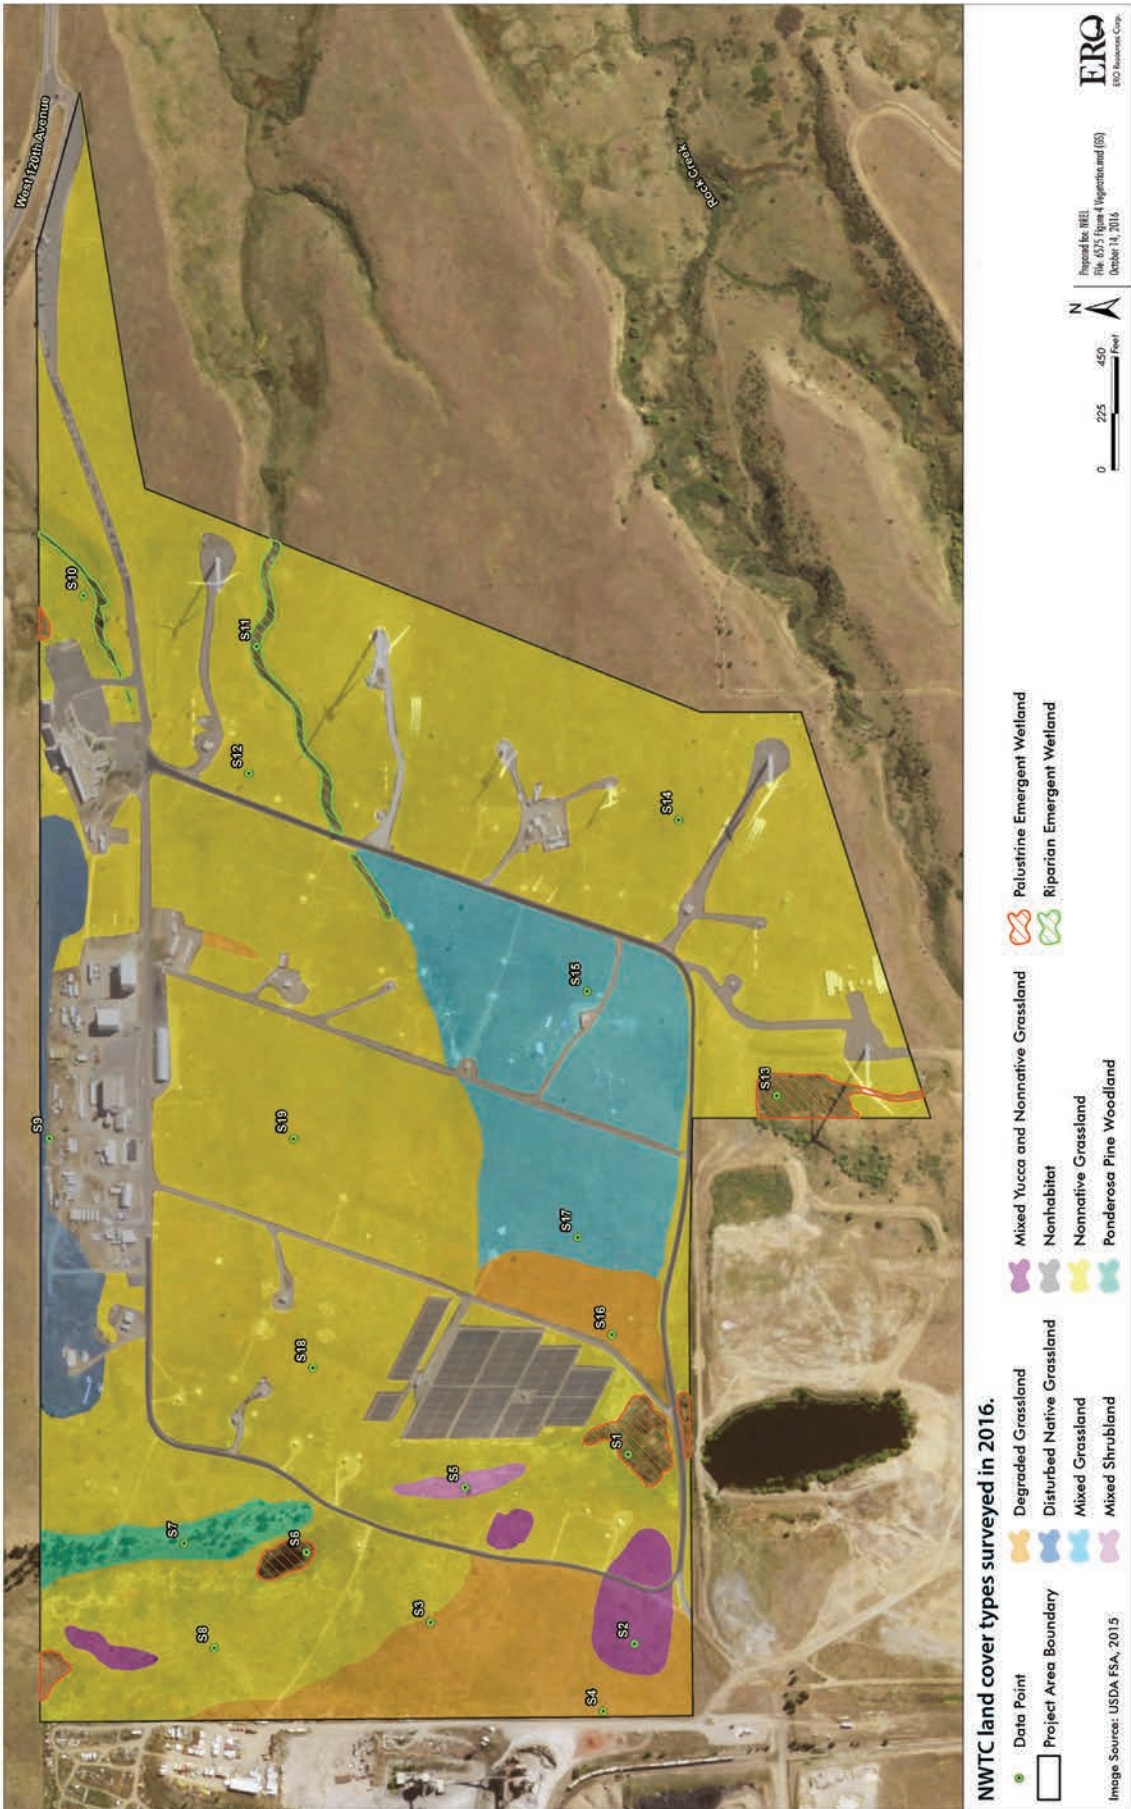 West 120th Avenue
Rock Creek
S10
S11
S12
S14
S9
S15
S13
S19
S17
S16
S18
S1
S5
S7
S6
S3
S8
S2
S4
NWTC land cover types surveyed in 2016.
Data Point
Project Area Boundary
Image Source: USDA FSA, 2015
Degraded Grassland
Disturbed Native Grassland
Mixed Grassland
Mixed Shrubland
Mixed Yucca and Nonnative Grassland
Nonhabitat
Nonnative Grassland
Ponderosa Pine Woodland
Palustrine Emergent Wetland
Riparian Emergent Wetland
0 225 450
Feet
N
Prepared for: NREL
File: 6575 Figure 4 Vegetation.mxd (GS)
October 14, 2016
ERO
ERO Resources Corp.